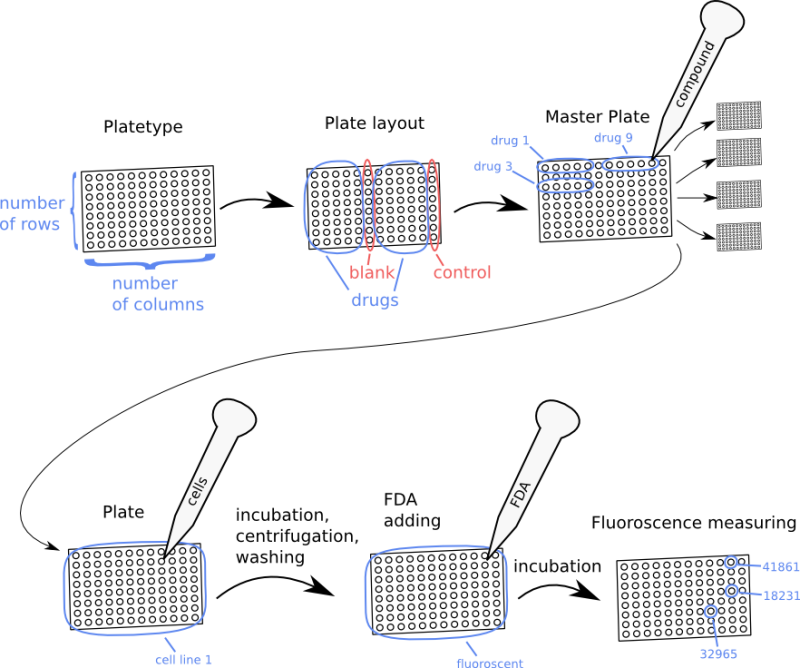 Platetype
number
of rows
number
of columns
Plate layout
blank
control
drugs
Master Plate
compound
drug 1
drug 9
drug 3
Plate
cells
cell line 1
incubation,
centrifugation,
washing
FDA
adding
FDA
fluoroscent
incubation
Fluoroscence measuring
41861
18231
32965